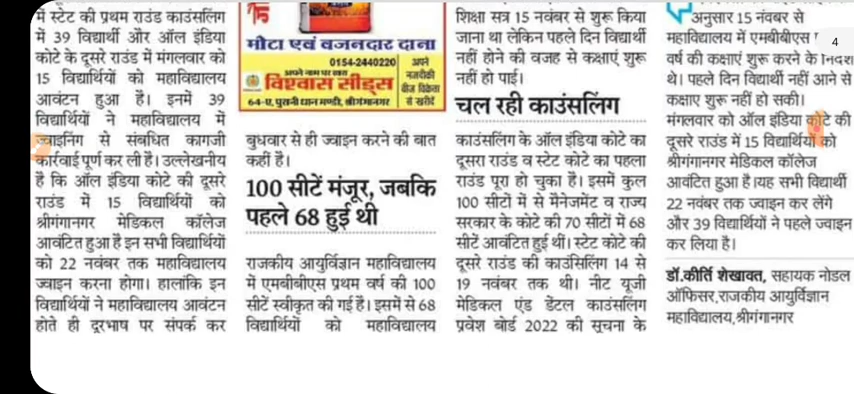 में स्टेट की प्रथम राउंड काउंसलिंग
में 39 विद्यार्थी और ऑल इंडिया
कोटे के दूसरे राउंड में मंगलवार को
15 विद्यार्थियों को महाविद्यालय
आवंटन हुआ है। इनमें 39
विद्यार्थियों ने महाविद्यालय में
ज्वाइनिंग से संबधित कागजी
कार्रवाई पूर्ण कर ली है। उल्लेखनीय
है कि ऑल इंडिया कोटे की दूसरे
राउंड में 15 विद्यार्थियों को
श्रीगंगानगर मेडिकल कॉलेज
आवंटित हुआ है इन सभी विद्यार्थियों
को 22 नवंबर तक महाविद्यालय
ज्वाइन करना होगा। हालांकि इन
विद्यार्थियों ने महाविद्यालय आवंटन
होते ही दूरभाष पर संपर्क कर
75
मोटा एवं वजनदार दाना
0154-2440220
अपने नाम पर खरा
विश्वास सीड्स
64-ए, पुरानी धान मण्डी, श्रीगंगानगर
अपने
नजदीकी
बीज विक्रेता
से खरीदें
बुधवार से ही ज्वाइन करने की बात
कहीं है।
100 सीटें मंजूर, जबकि
पहले 68 हुई थी
राजकीय आयुर्विज्ञान महाविद्यालय
में एमबीबीएस प्रथम वर्ष की 100
सीटें स्वीकृत की गई है। इसमें से 68
विद्यार्थियों को महाविद्यालय
शिक्षा सत्र 15 नवंबर से शुरू किया
जाना था लेकिन पहले दिन विद्यार्थी
नहीं होने की वजह से कक्षाएं शुरू
नहीं हो पाई।
चल रही काउंसलिंग
काउंसलिंग के ऑल इंडिया कोटे का
दूसरा राउंड व स्टेट कोटे का पहला
राउंड पूरा हो चुका है। इसमें कुल
100 सीटों में से मैनेजमेंट व राज्य
सरकार के कोटे की 70 सीटों में 68
सीटें आवंटित हुई थीं। स्टेट कोटे की
दूसरे राउंड की काउंसिलिंग 14 से
19 नवंबर तक थी। नीट यूजी
मेडिकल एंड डेंटल काउंसलिंग
प्रवेश बोर्ड 2022 की सूचना के
4
अनुसार 15 नवंबर से
महाविद्यालय में एमबीबीएस
वर्ष की कक्षाएं शुरू करने के निर्देश
थे। पहले दिन विद्यार्थी नहीं आने से
कक्षाए शुरू नहीं हो सकी।
मंगलवार को ऑल इंडिया कोटे की
दूसरे राउंड में 15 विद्यार्थियों को
श्रीगंगानगर मेडिकल कॉलेज
आवंटित हुआ है।यह सभी विद्यार्थी
22 नवंबर तक ज्वाइन कर लेंगे
और 39 विद्यार्थियों ने पहले ज्वाइन
कर लिया है।
डॉ.कीर्ति शेखावत, सहायक नोडल
ऑफिसर,राजकीय आयुर्विज्ञान
महाविद्यालय,श्रीगंगानगर